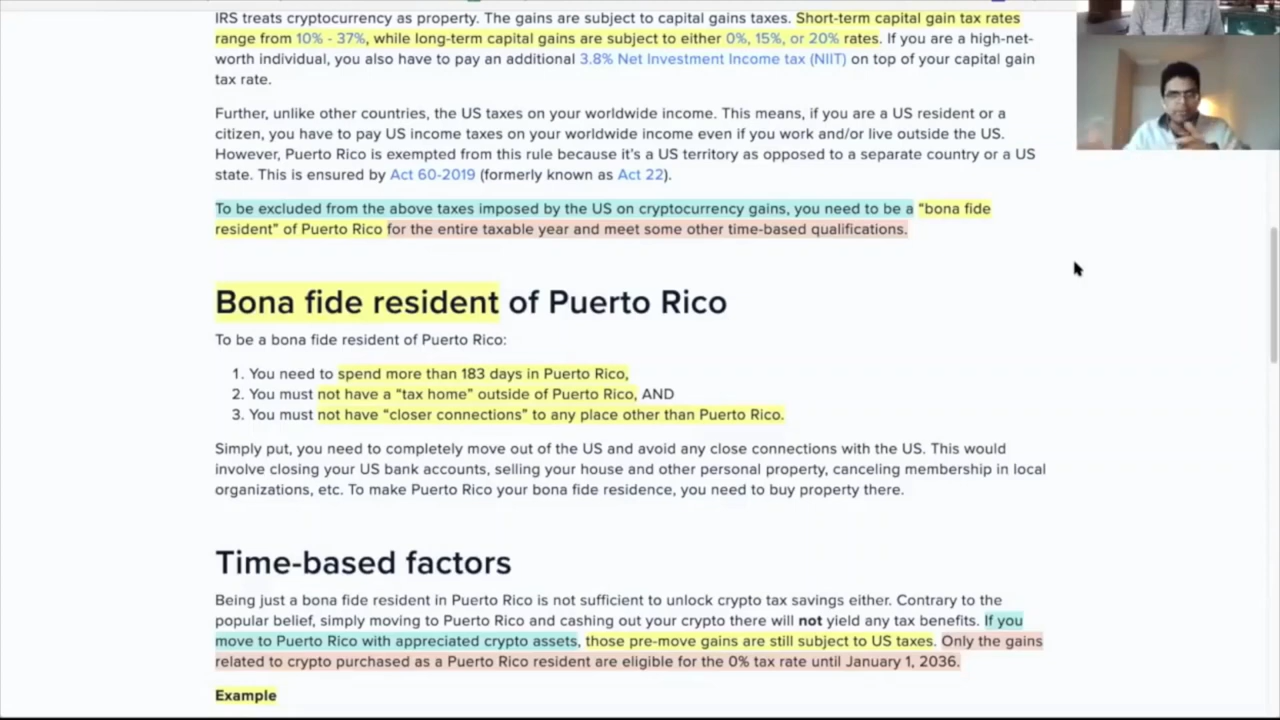 IRS treats cryptocurrency as property. The gains are subject to capital gains taxes. Short-term capital gain tax rates
range from 10% - 37%, while long-term capital gains are subject to either 0%, 15%, or 20% rates. If you are a high-net-
worth individual, you also have to pay an additional 3.8% Net Investment Income tax (NIIT) on top of your capital gain
tax rate.
Further, unlike other countries, the US taxes on your worldwide income. This means, if you are a US resident or a
citizen, you have to pay US income taxes on your worldwide income even if you work and/or live outside the US.
However, Puerto Rico is exempted from this rule because it's a US territory as opposed to a separate country or a US
state. This is ensured by Act 60-2019 (formerly known as Act 22).
To be excluded from the above taxes imposed by the US on cryptocurrency gains, you need to be a “bona fide
resident” of Puerto Rico for the entire taxable year and meet some other time-based qualifications.
Bona fide resident of Puerto Rico
To be a bona fide resident of Puerto Rico:
1. You need to spend more than 183 days in Puerto Rico,
2. You must not have a “tax home” outside of Puerto Rico, AND
3. You must not have “closer connections” to any place other than Puerto Rico.
Simply put, you need to completely move out of the US and avoid any close connections with the US. This would
involve closing your US bank accounts, selling your house and other personal property, canceling membership in local
organizations, etc. To make Puerto Rico your bona fide residence, you need to buy property there.
Time-based factors
Being just a bona fide resident in Puerto Rico is not sufficient to unlock crypto tax savings either. Contrary to the
popular belief, simply moving to Puerto Rico and cashing out your crypto there will not yield any tax benefits. If you
move to Puerto Rico with appreciated crypto assets, those pre-move gains are still subject to US taxes. Only the gains
related to crypto purchased as a Puerto Rico resident are eligible for the 0% tax rate until January 1, 2036.
Example